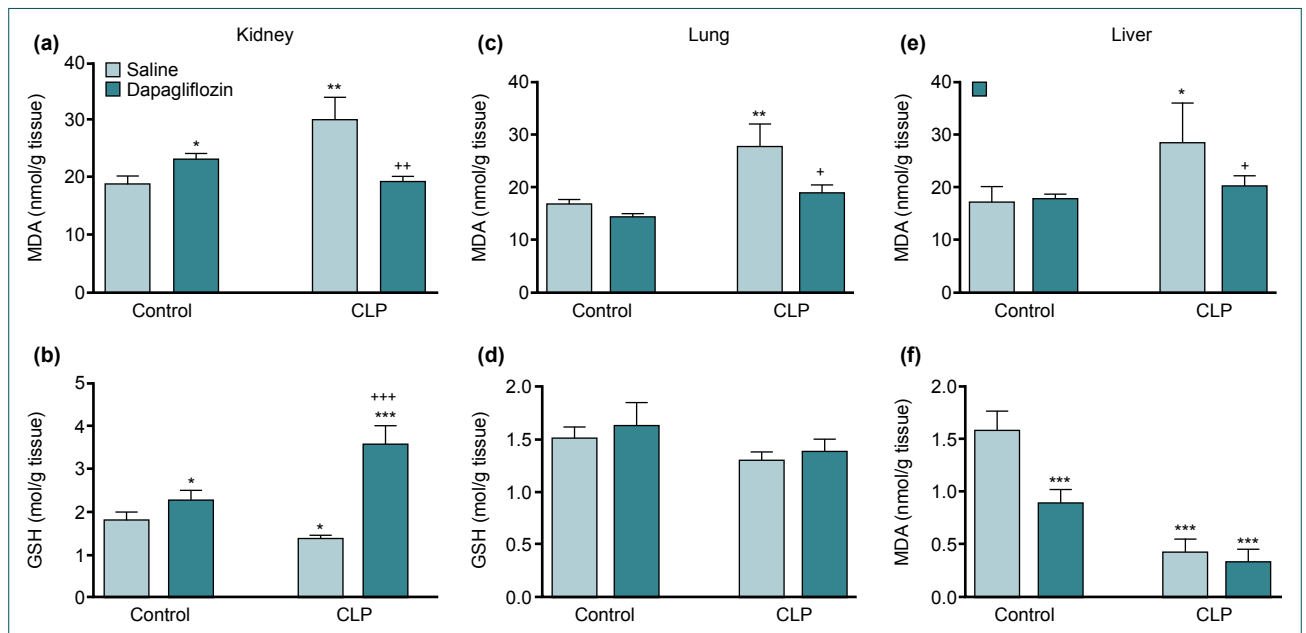 Kidney
(a)
MDA (nmol/g tissue)
40
30
20
10
0
Saline
Dapagliflozin
*
**
++
Control
CLP
Lung
(c)
MDA (nmol/g tissue)
40
30
20
10
0
**
+
Control
CLP
Liver
(e)
MDA (nmol/g tissue)
40
30
20
10
0
*
+
Control
CLP
(b)
GSH (mol/g tissue)
5
4
3
2
1
0
*
*
+++
***
Control
CLP
(d)
GSH (mol/g tissue)
2.0
1.5
1.0
0.5
0.0
Control
CLP
(f)
MDA (nmol/g tissue)
2.0
1.5
1.0
0.5
0.0
***
***
***
Control
CLP